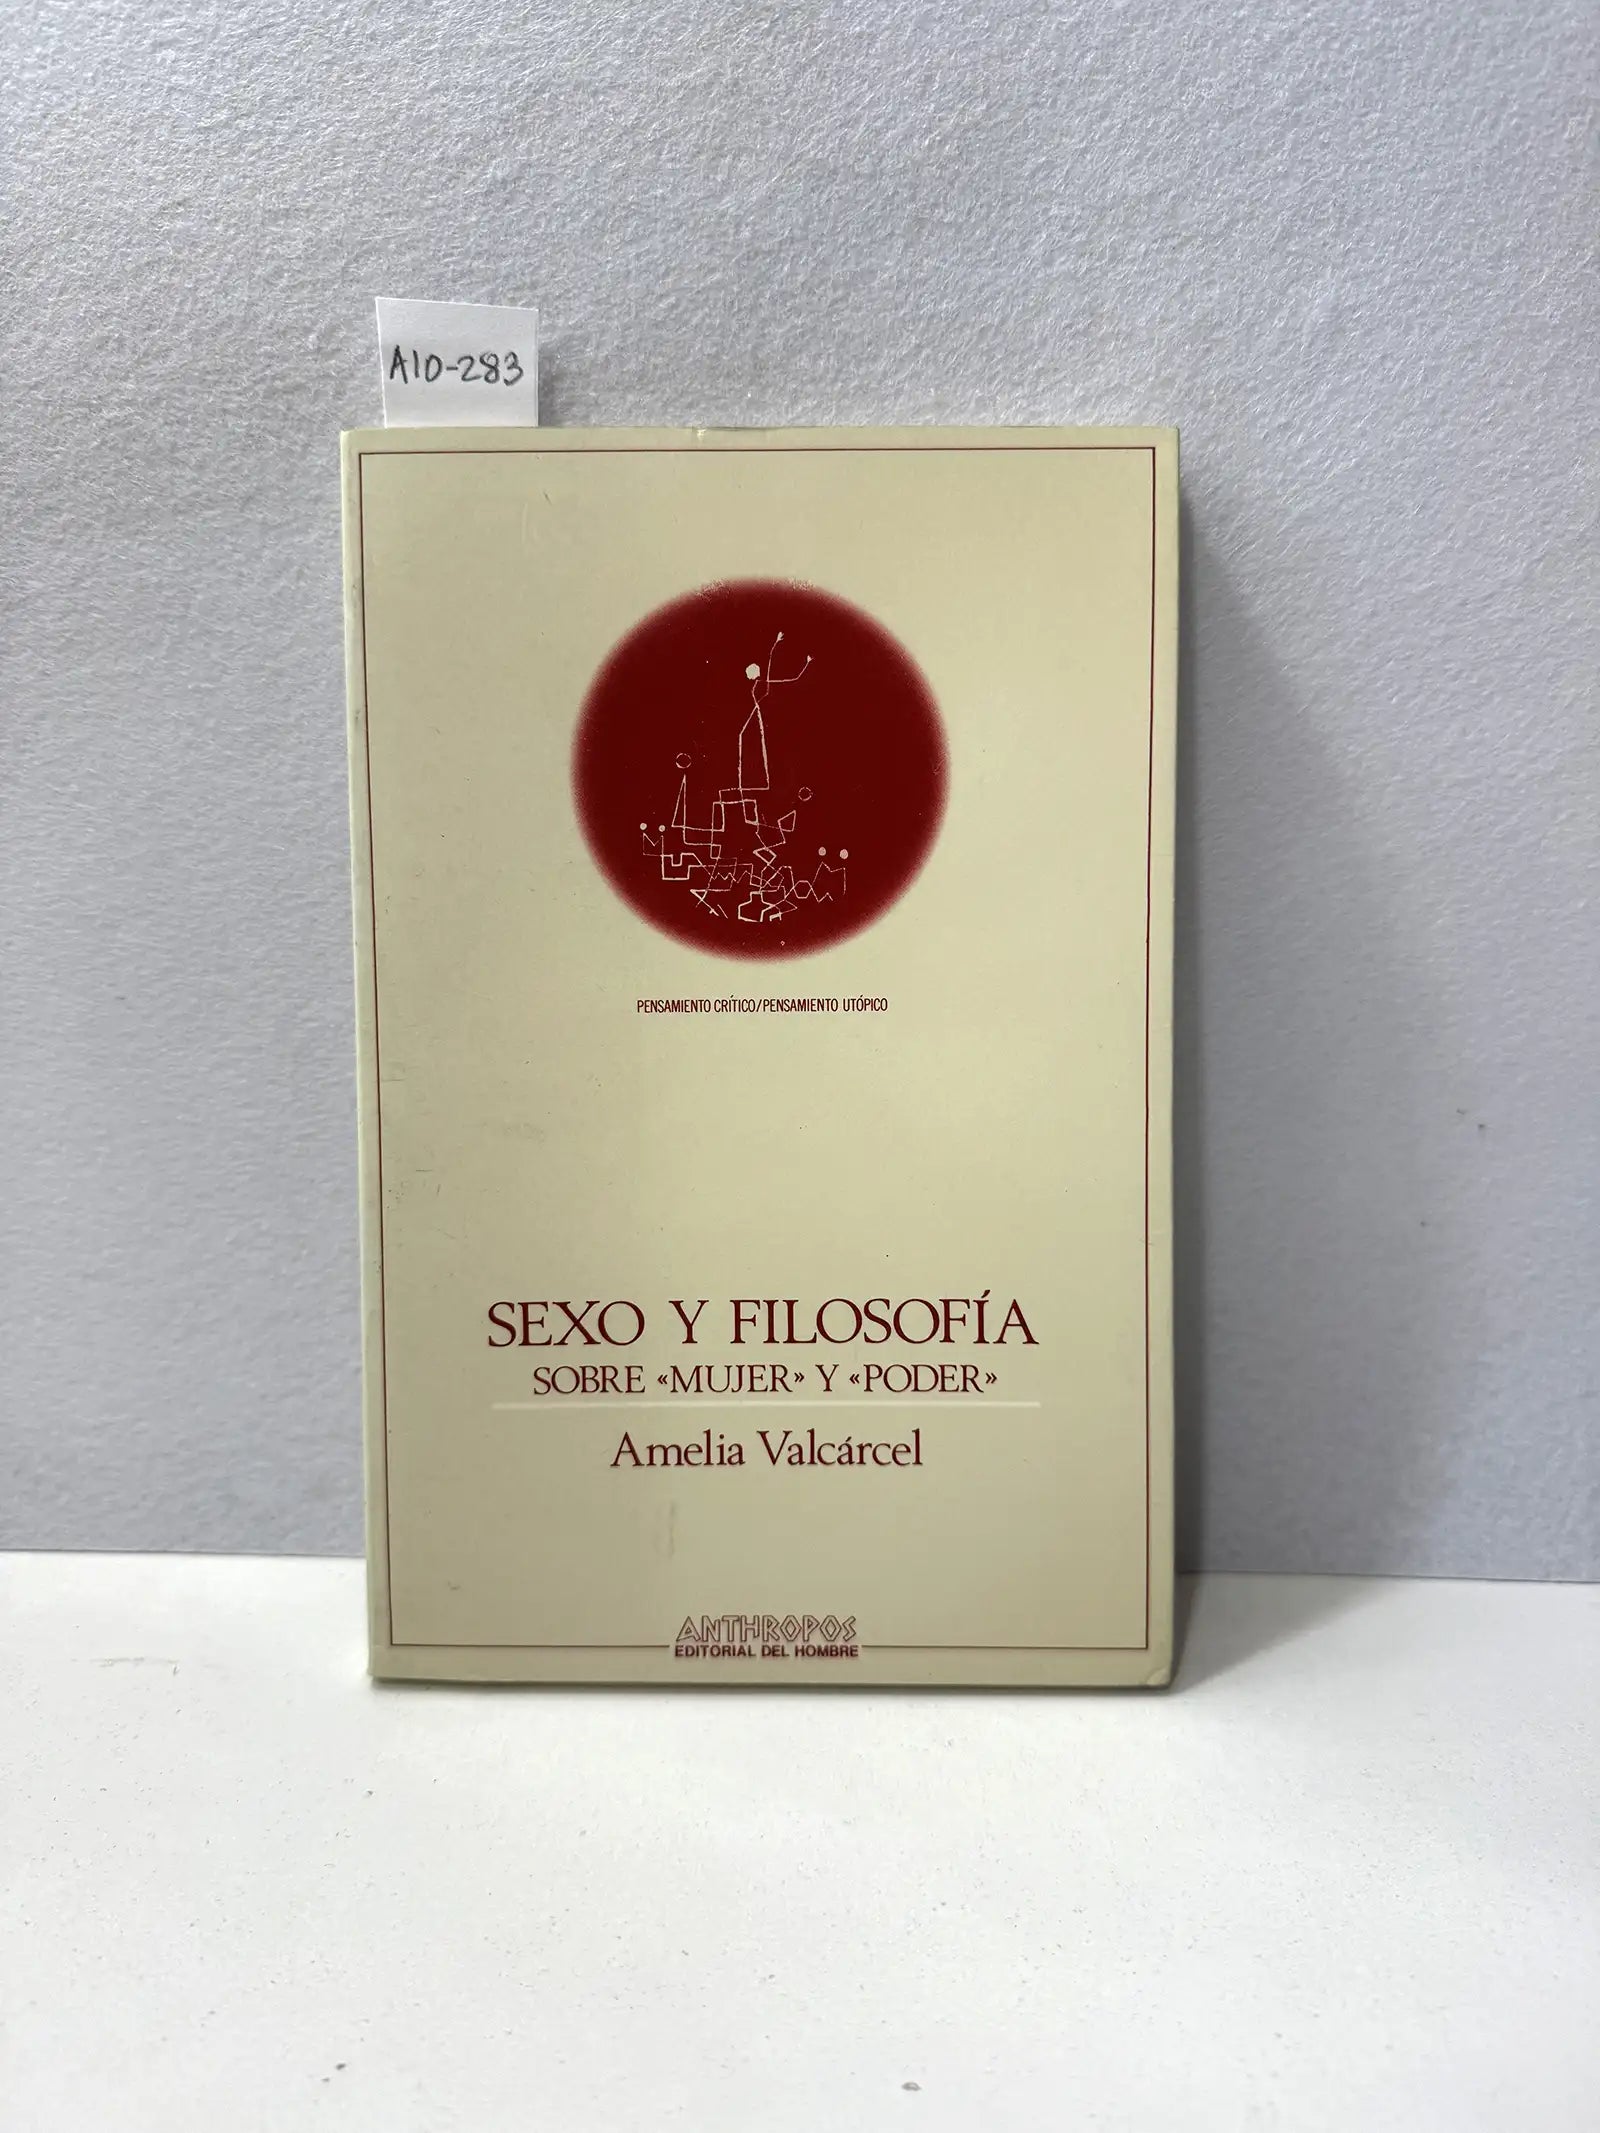 A10-283
PENSAMIENTO CRÍTICO/PENSAMIENTO UTÓPICO
SEXO Y FILOSOFÍA
SOBRE «MUJER» Y «PODER»
Amelia Valcárcel
ANTHROPOS
EDITORIAL DEL HOMBRE